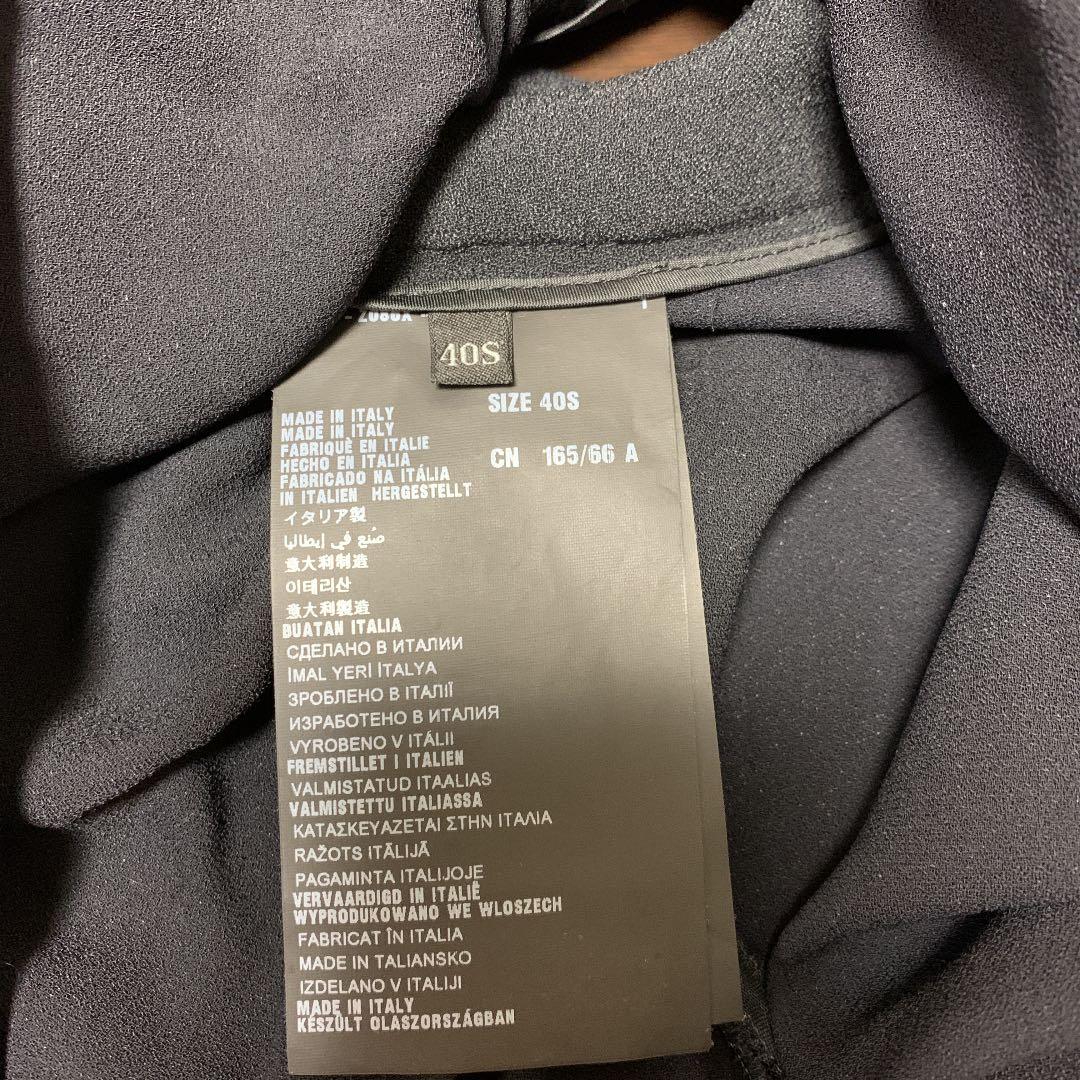 40S
SIZE 40S
CN 165/66 A
MADE IN ITALY
MADE IN ITALY
FABRIQUÈ EN ITALIE
HECHO EN ITALIA
FABRICADO NA ITÁLIA
IN ITALIEN HERGESTELLT
イタリア製
صُنع في إيطاليا
意大利制造
이테리산
意大利製造
BUATAN ITALIA
СДЕЛАНО В ИТАЛИИ
İMAL YERİ İTALYA
ЗРОБЛЕНО В ІТАЛІЇ
ИЗРАБОТЕНО В ИТАЛИЯ
VYROBENO V ITÁLII
FREMSTILLET I ITALIEN
VALMISTATUD ITAALIAS
VALMISTETTU ITALIASSA
ΚΑΤΑΣΚΕΥΑΖΕΤΑΙ ΣΤΗΝ ΙΤΑΛΙΑ
RAŽOTS ITĀLIJĀ
PAGAMINTA ITALIJOJE
VERVAARDIGD IN ITALIË
WYPRODUKOWANO WE WLOSZECH
FABRICAT ÎN ITALIA
MADE IN TALIANSKO
IZDELANO V ITALIJI
MADE IN ITALY
KÉSZÜLT OLASZORSZÁGBAN